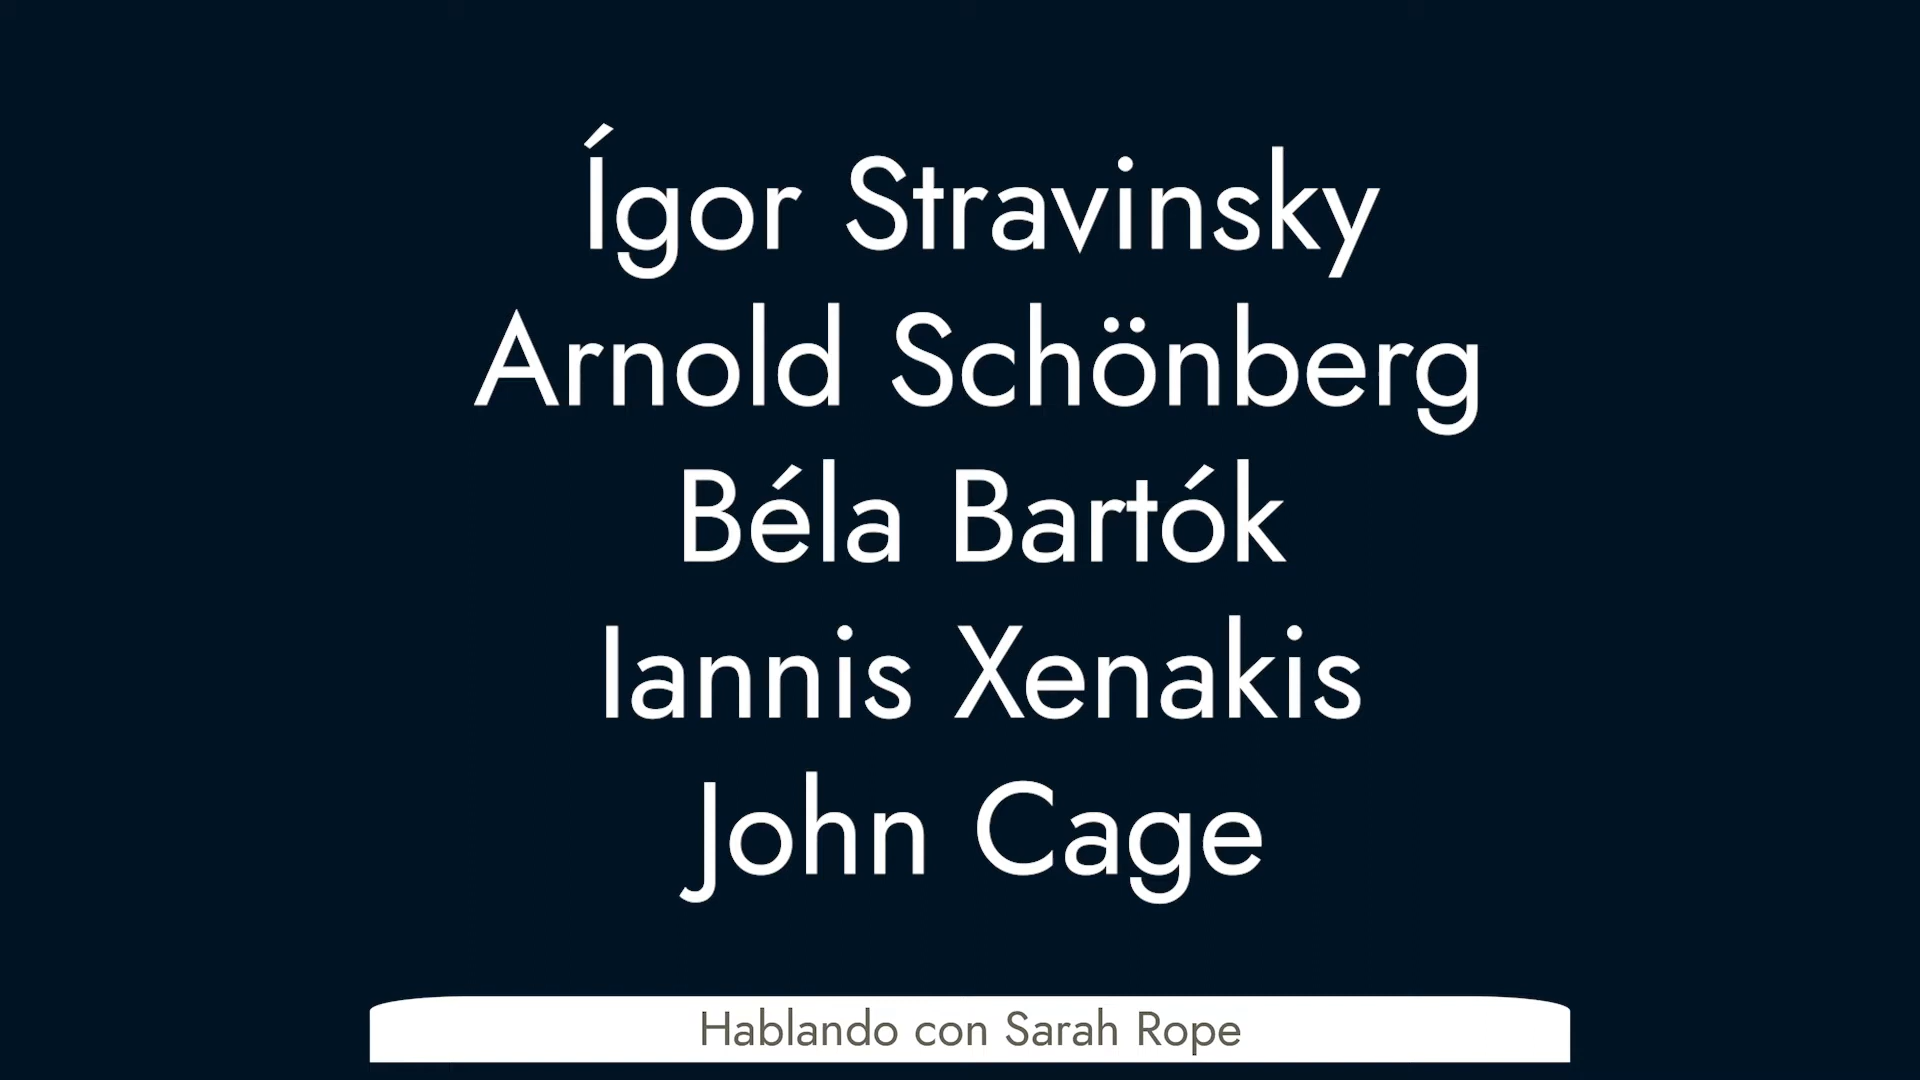 Ígor Stravinsky
Arnold Schönberg
Béla Bartók
Iannis Xenakis
John Cage
Hablando con Sarah Rope